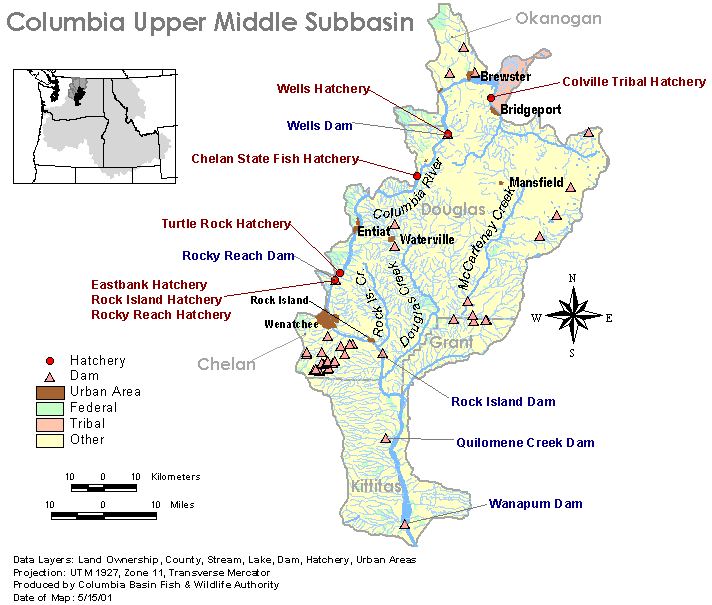 Columbia Upper Middle Subbasin
Okanogan
Brewster
Colville Tribal Hatchery
Wells Hatchery
Bridgeport
Wells Dam
Chelan State Fish Hatchery
Mansfield
Columbia River
Douglas
McCarteney Creek
Turtle Rock Hatchery
Entiat
Waterville
Rocky Reach Dam
Eastbank Hatchery
Rock Island Hatchery
Rocky Reach Hatchery
Rock Is. Cr.
Douglas Creek
Rock Island
Wenatchee
N
W
E
S
Grant
Chelan
Hatchery
Dam
Urban Area
Federal
Tribal
Other
Rock Island Dam
Quilomene Creek Dam
Kittitas
Wanapum Dam
10 0 10 Kilometers
10 0 10 Miles
Data Layers: Land Ownership, County, Stream, Lake, Dam, Hatchery, Urban Areas
Projection: UTM 1927, Zone 11, Transverse Mercator
Produced by Columbia Basin Fish & Wildlife Authority
Date of Map: 5/15/01